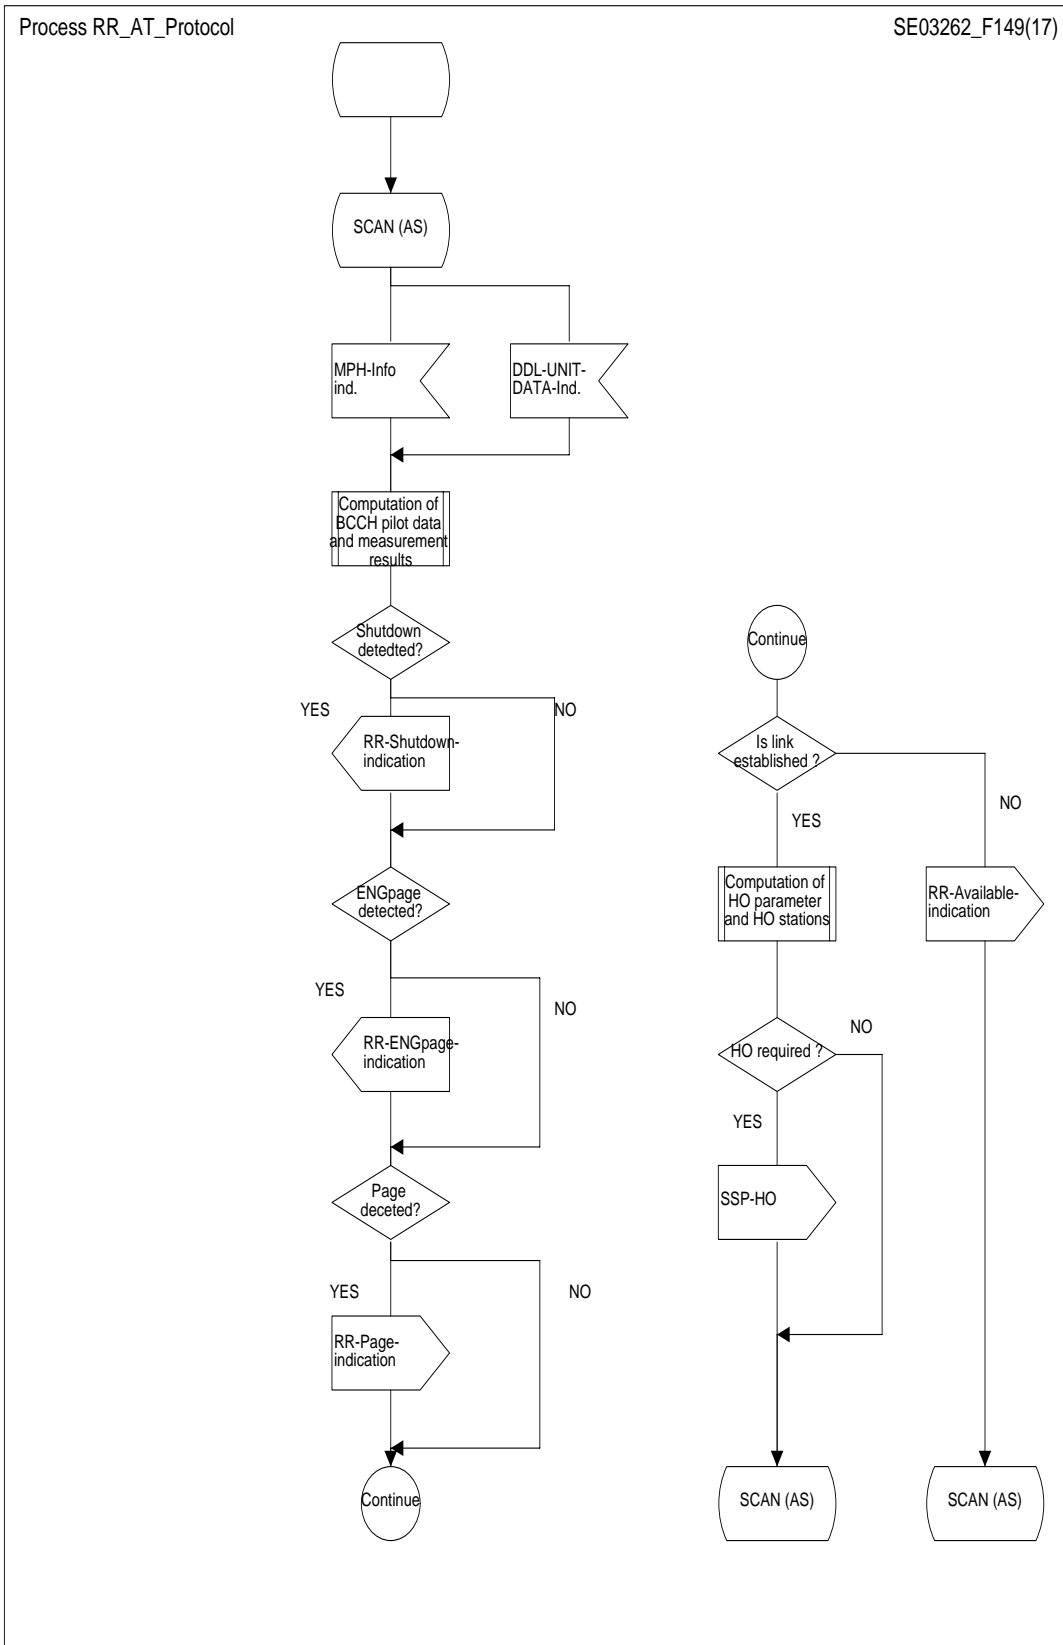 Process RR_AT_Protocol
SE03262_F149(17)
SCAN (AS)
MPH-Info
ind.
DDL-UNIT-
DATA-Ind.
Computation of
BCCH pilot data
and measurement
results
Shutdown
detedted?
YES
NO
RR-Shutdown-
indication
ENGpage
detected?
YES
NO
RR-ENGpage-
indication
Page
deceted?
YES
NO
RR-Page-
indication
Continue
Continue
Is link
established ?
NO
YES
Computation of
HO parameter
and HO stations
RR-Available-
indication
HO required ?
NO
YES
SSP-HO
SCAN (AS)
SCAN (AS)